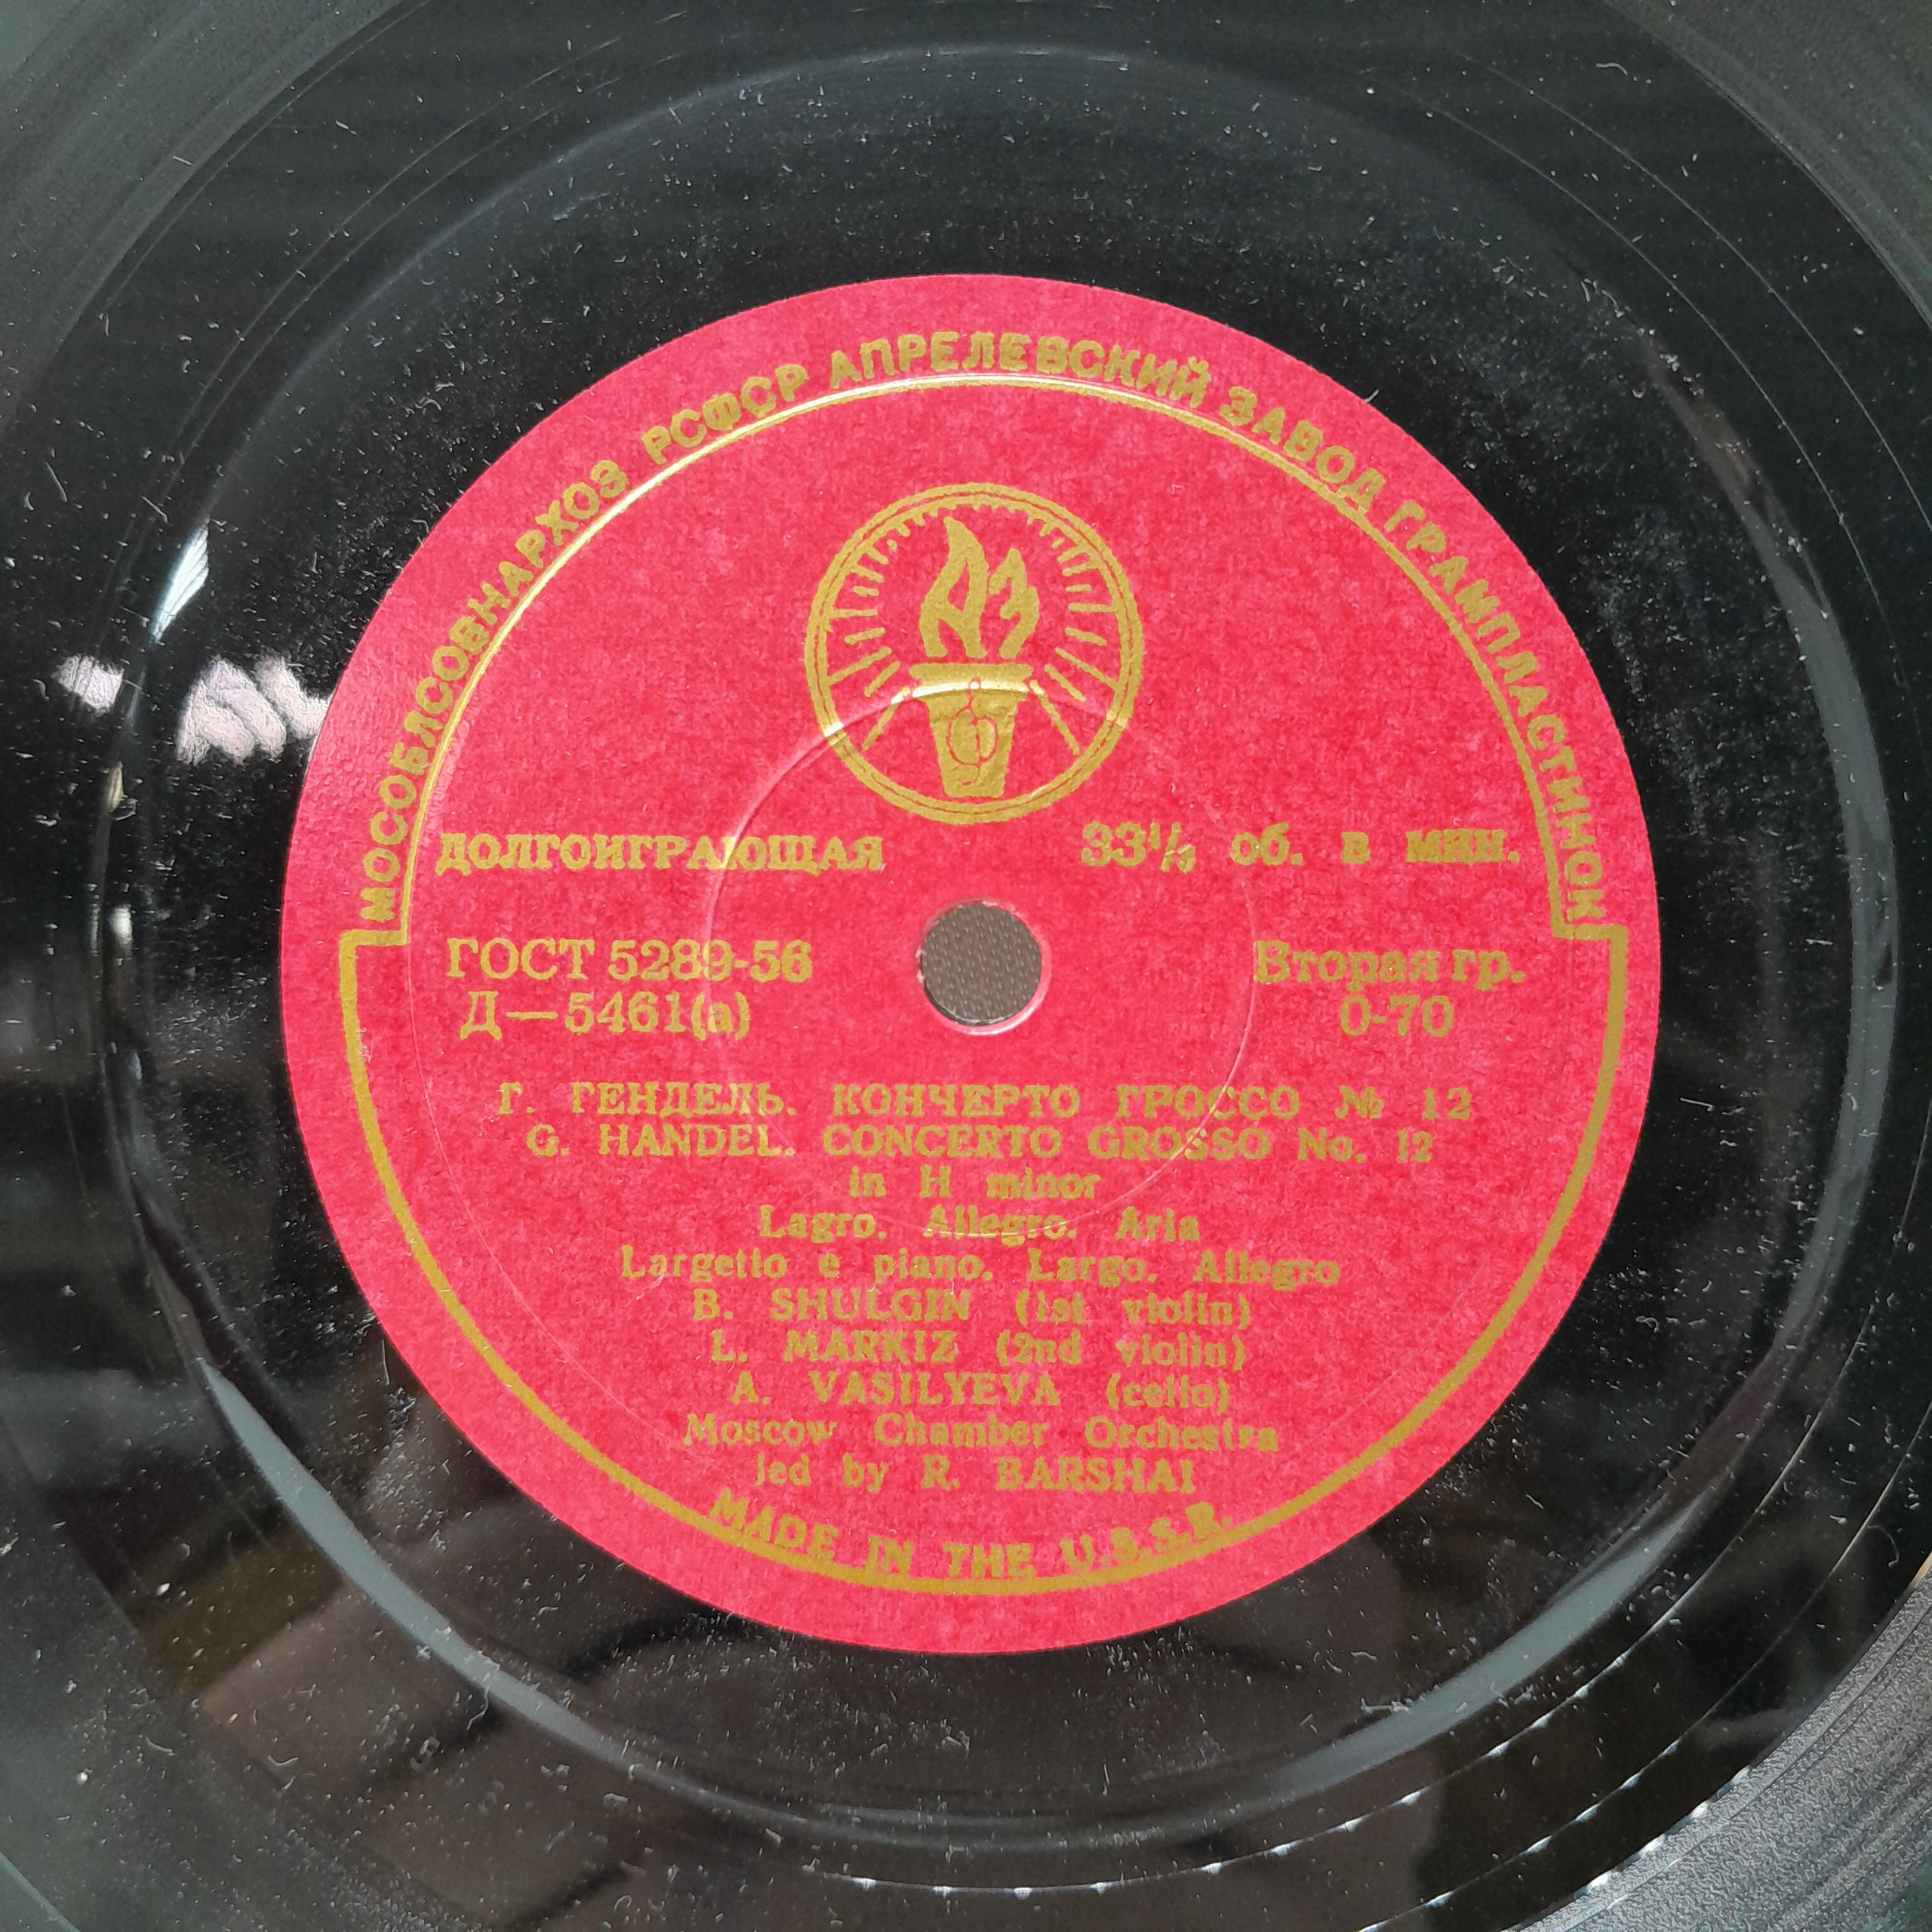 МОСОБЛСОВНАРХОЗ РСФСР АПРЕЛЕВСКИЙ ЗАВОД ГРАМПЛАСТИНОК
ДОЛГОИГРАЮЩАЯ 33⅓ об. в мин.
ГОСТ 5289-56 Вторая гр.
Д—5461(а) 0-70
Г. ГЕНДЕЛЬ. КОНЧЕРТО ГРОССО № 12
G. HANDEL. CONCERTO GROSSO No. 12
in H minor
Lagro. Allegro. Aria
Largetto e piano. Largo. Allegro
B. SHULGIN (1st violin)
L. MARKIZ (2nd violin)
A. VASILYEVA (cello)
Moscow Chamber Orchestra
led by R. BARSHAI
MADE IN THE U.S.S.R.